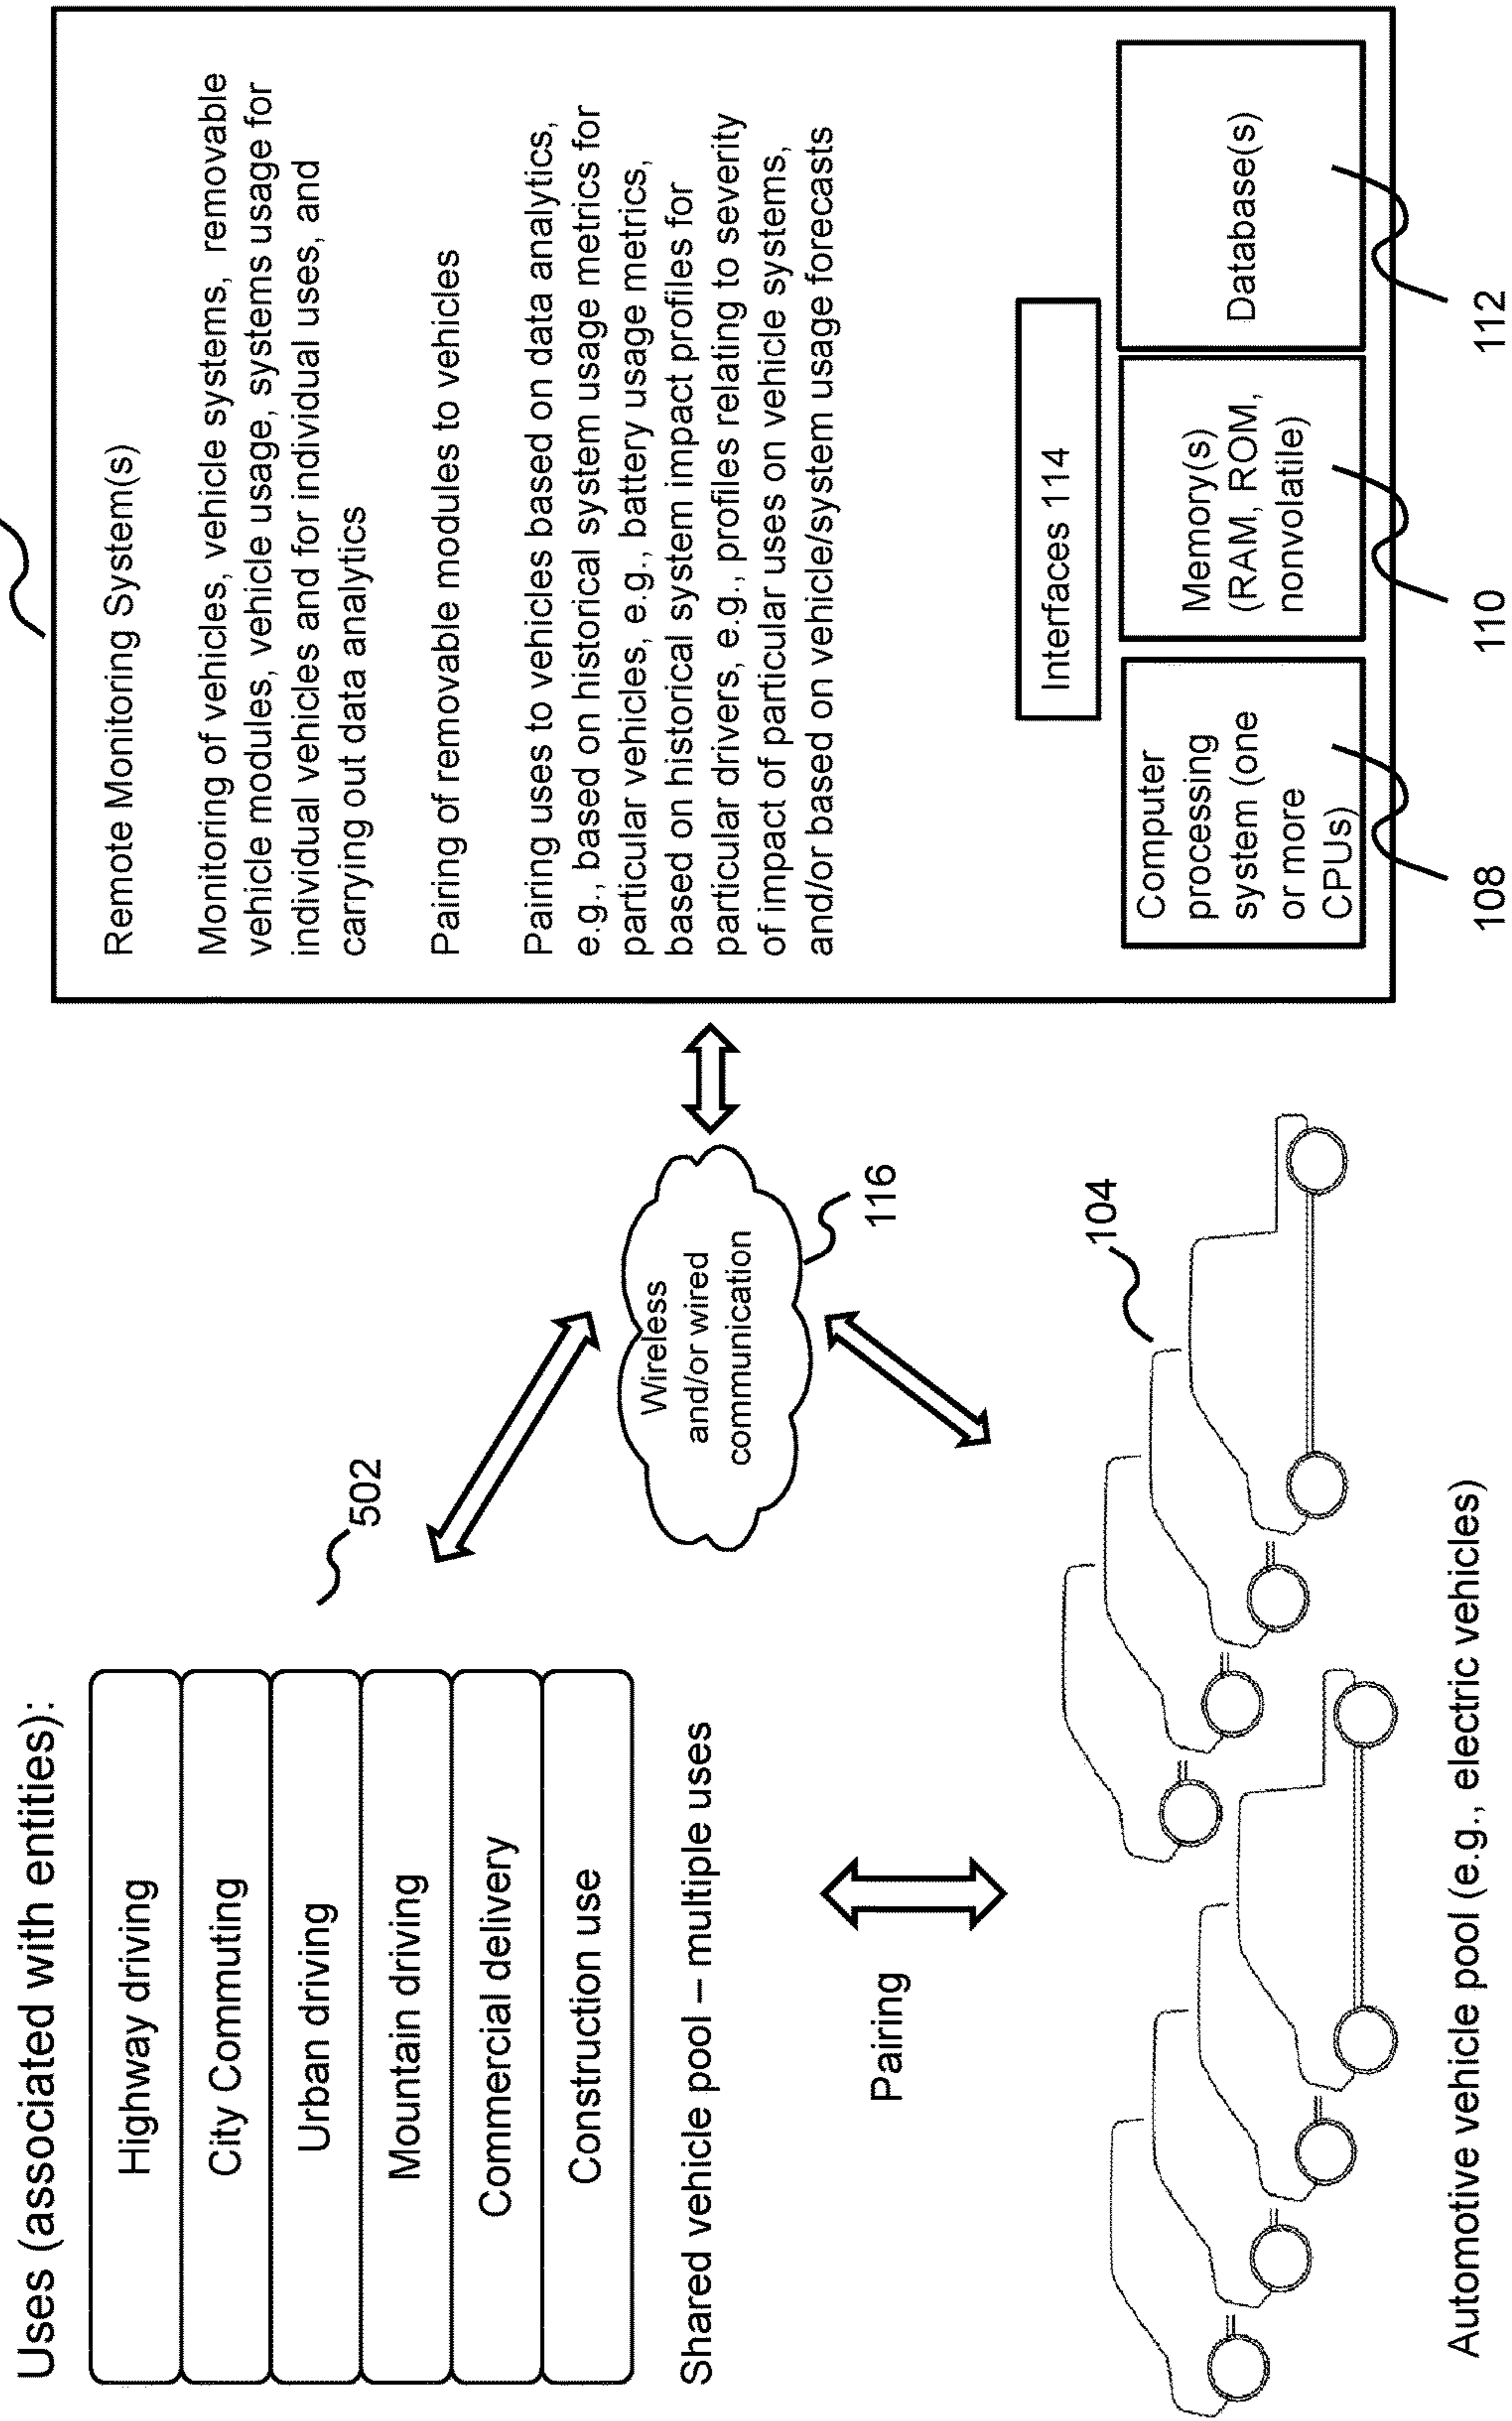 Uses (associated with entities):
Highway driving
City Commuting
Urban driving
Mountain driving
Commercial delivery
Construction use
502
Shared vehicle pool – multiple uses
Pairing
Wireless
and/or wired
communication
116
104
Automotive vehicle pool (e.g., electric vehicles)
Remote Monitoring System(s)
Monitoring of vehicles, vehicle systems, removable
vehicle modules, vehicle usage, systems usage for
individual vehicles and for individual uses, and
carrying out data analytics
Pairing of removable modules to vehicles
Pairing uses to vehicles based on data analytics,
e.g., based on historical system usage metrics for
particular vehicles, e.g., battery usage metrics,
based on historical system impact profiles for
particular drivers, e.g., profiles relating to severity
of impact of particular uses on vehicle systems,
and/or based on vehicle/system usage forecasts
Interfaces 114
Computer
processing
system (one
or more
CPUs)
Memory(s)
(RAM, ROM,
nonvolatile)
Database(s)
108
110
112